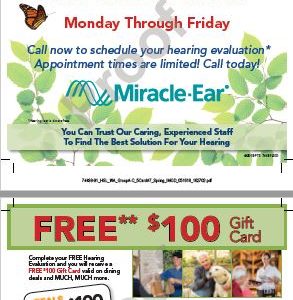 Monday Through Friday
Call now to schedule your hearing evaluation*
Appointment times are limited! Call today!
proof
Miracle-Ear®
You Can Trust Our Caring, Experienced Staff
To Find The Best Solution For Your Hearing
FREE** $100 Gift Card
Complete your FREE Hearing
Evaluation and you will receive a
FREE $100 Gift Card valid on dining
deals and MUCH, MUCH more.